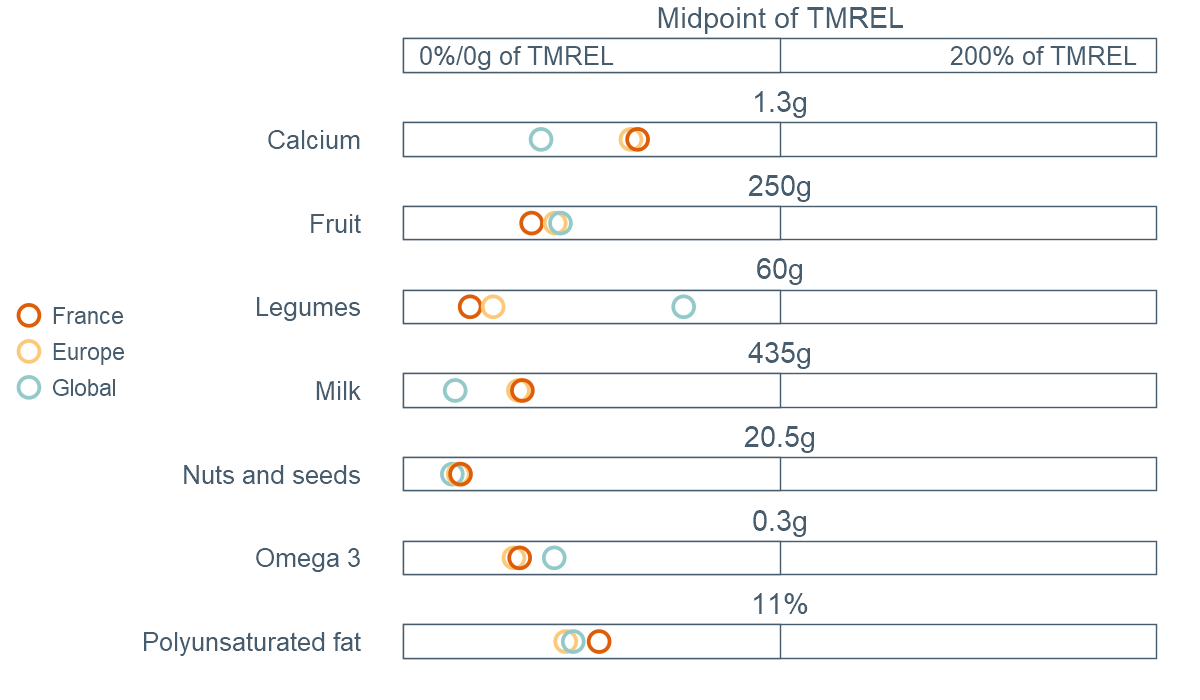 Midpoint of TMREL
0%/0g of TMREL 200% of TMREL
1.3g
Calcium
250g
Fruit
60g
Legumes
435g
Milk
20.5g
Nuts and seeds
0.3g
Omega 3
11%
Polyunsaturated fat
France
Europe
Global